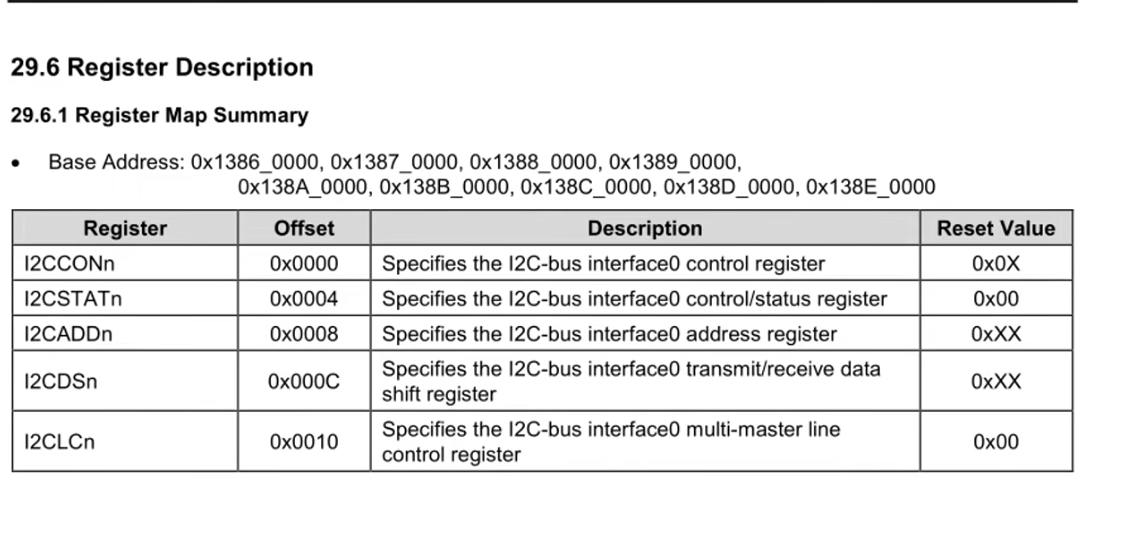 29.6 Register Description
29.6.1 Register Map Summary
• Base Address: 0x1386_0000, 0x1387_0000, 0x1388_0000, 0x1389_0000,
0x138A_0000, 0x138B_0000, 0x138C_0000, 0x138D_0000, 0x138E_0000
Register Offset Description Reset Value
I2CCONn 0x0000 Specifies the I2C-bus interface0 control register 0x0X
I2CSTATn 0x0004 Specifies the I2C-bus interface0 control/status register 0x00
I2CADDn 0x0008 Specifies the I2C-bus interface0 address register 0xXX
I2CDSn 0x000C Specifies the I2C-bus interface0 transmit/receive data
shift register 0xXX
I2CLCn 0x0010 Specifies the I2C-bus interface0 multi-master line
control register 0x00